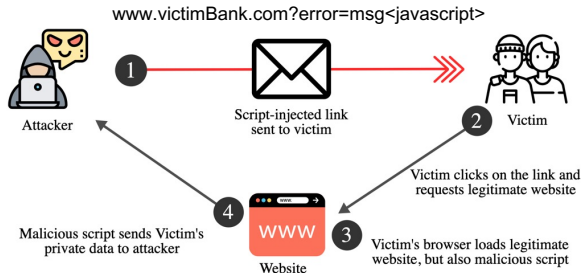 www.victimBank.com?error=msg<javascript>
1
Attacker
Script-injected link
sent to victim
2
Victim
Victim clicks on the link and
requests legitimate website
4
www
www
3
Malicious script sends Victim's
private data to attacker
Victim's browser loads legitimate
website, but also malicious script
Website